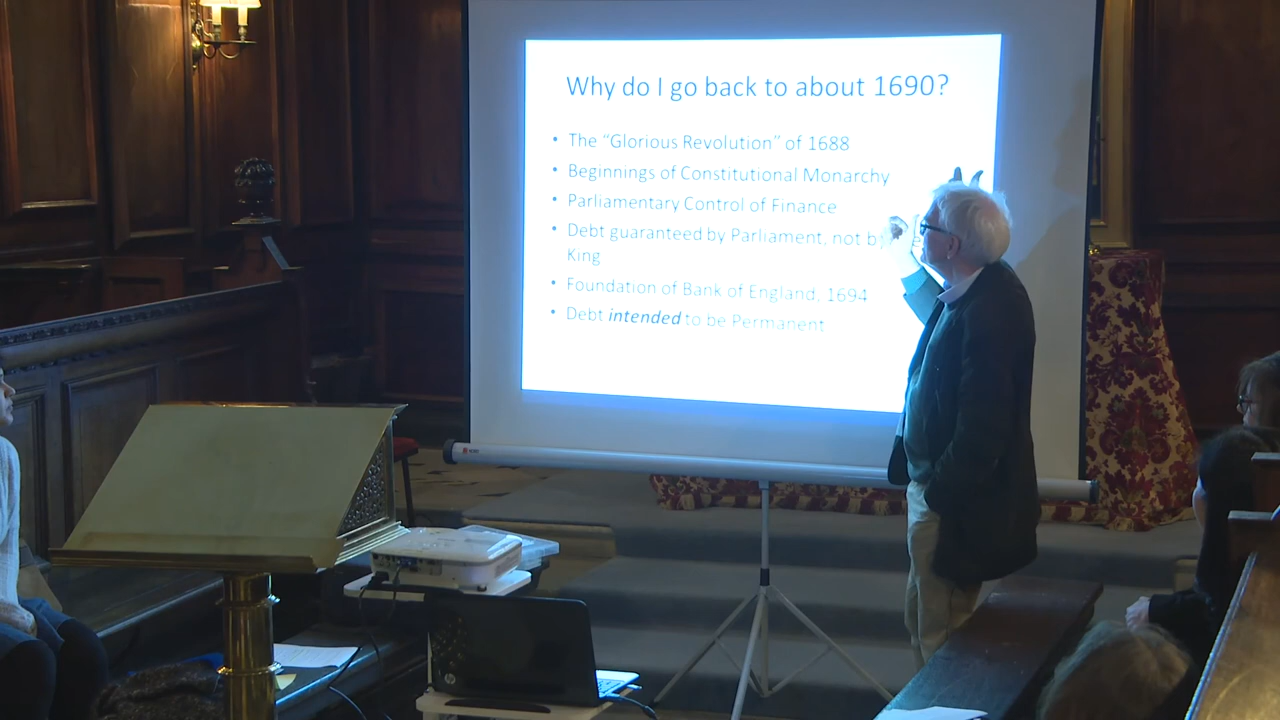 Why do I go back to about 1690?
• The “Glorious Revolution” of 1688
• Beginnings of Constitutional Monarchy
• Parliamentary Control of Finance
• Debt guaranteed by Parliament, not by
King
• Foundation of Bank of England, 1694
• Debt intended to be Permanent
hp